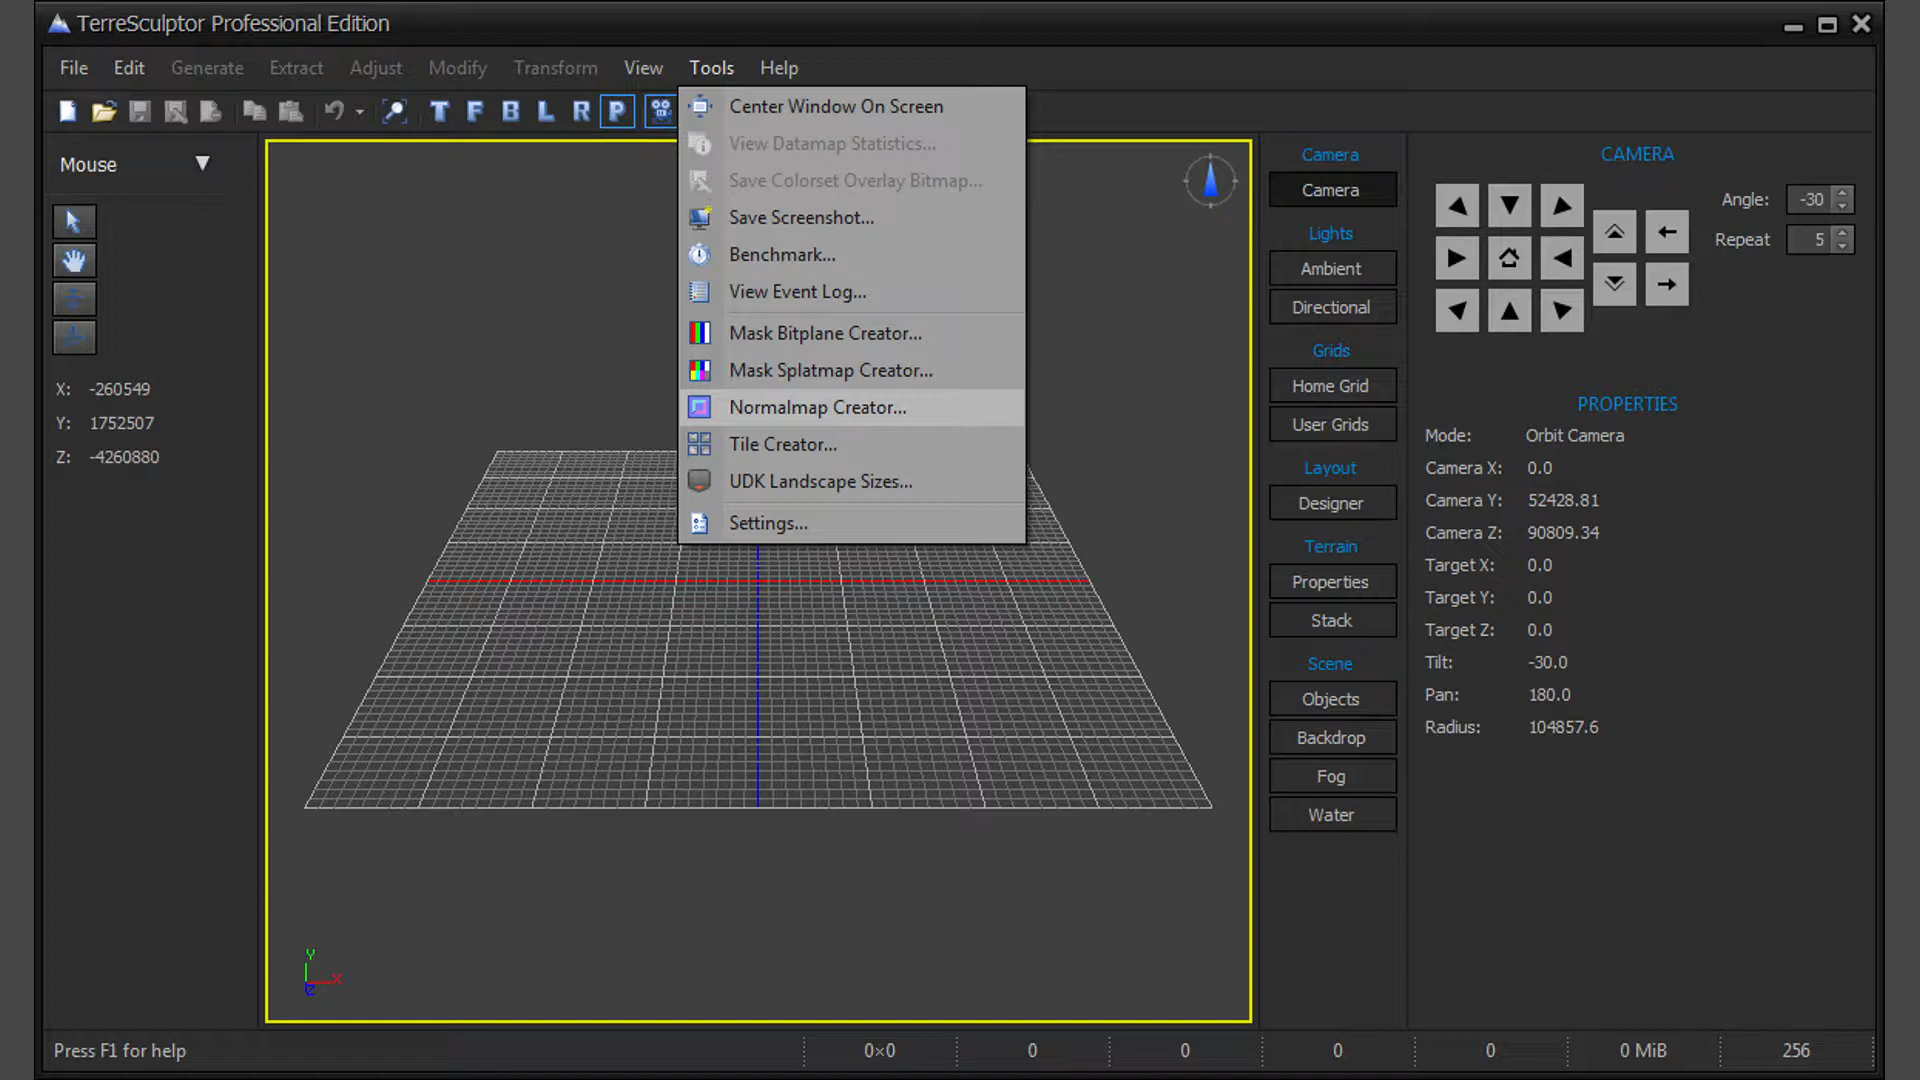 TerreSculptor Professional Edition
File Edit Generate Extract Adjust Modify Transform View Tools Help
T F B L R P
Mouse
X: -260549
Y: 1752507
Z: -4260880
Center Window On Screen
View Datamap Statistics...
Save Colorset Overlay Bitmap...
Save Screenshot...
Benchmark...
View Event Log...
Mask Bitplane Creator...
Mask Splatmap Creator...
Normalmap Creator...
Tile Creator...
UDK Landscape Sizes...
Settings...
Y
X
Z
Camera
Camera
Lights
Ambient
Directional
Grids
Home Grid
User Grids
Layout
Designer
Terrain
Properties
Stack
Scene
Objects
Backdrop
Fog
Water
CAMERA
Angle: -30
Repeat 5
PROPERTIES
Mode: Orbit Camera
Camera X: 0.0
Camera Y: 52428.81
Camera Z: 90809.34
Target X: 0.0
Target Y: 0.0
Target Z: 0.0
Tilt: -30.0
Pan: 180.0
Radius: 104857.6
Press F1 for help 0×0 0 0 0 0 0 MiB 256